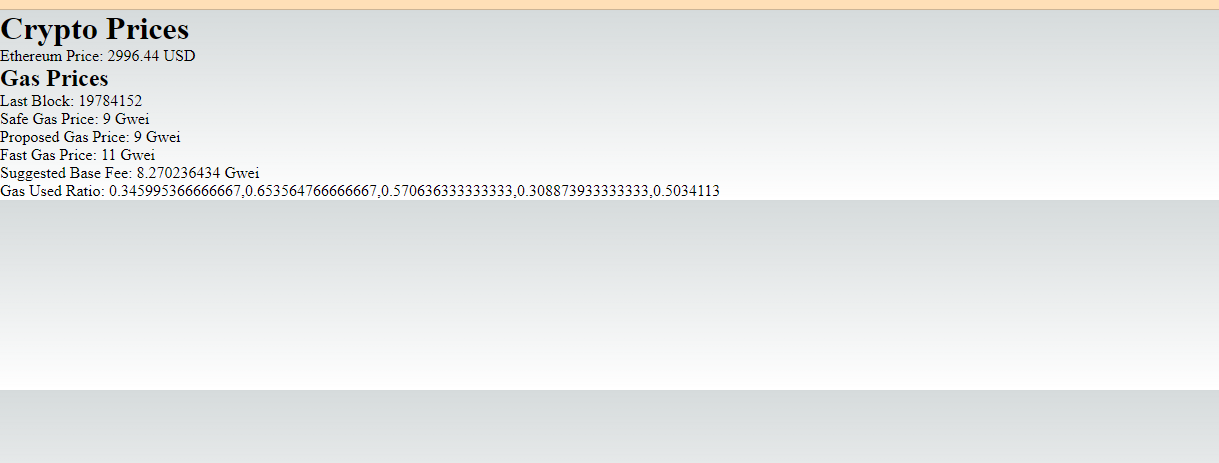 Crypto Prices
Ethereum Price: 2996.44 USD
Gas Prices
Last Block: 19784152
Safe Gas Price: 9 Gwei
Proposed Gas Price: 9 Gwei
Fast Gas Price: 11 Gwei
Suggested Base Fee: 8.270236434 Gwei
Gas Used Ratio: 0.345995366666667,0.653564766666667,0.570636333333333,0.308873933333333,0.5034113